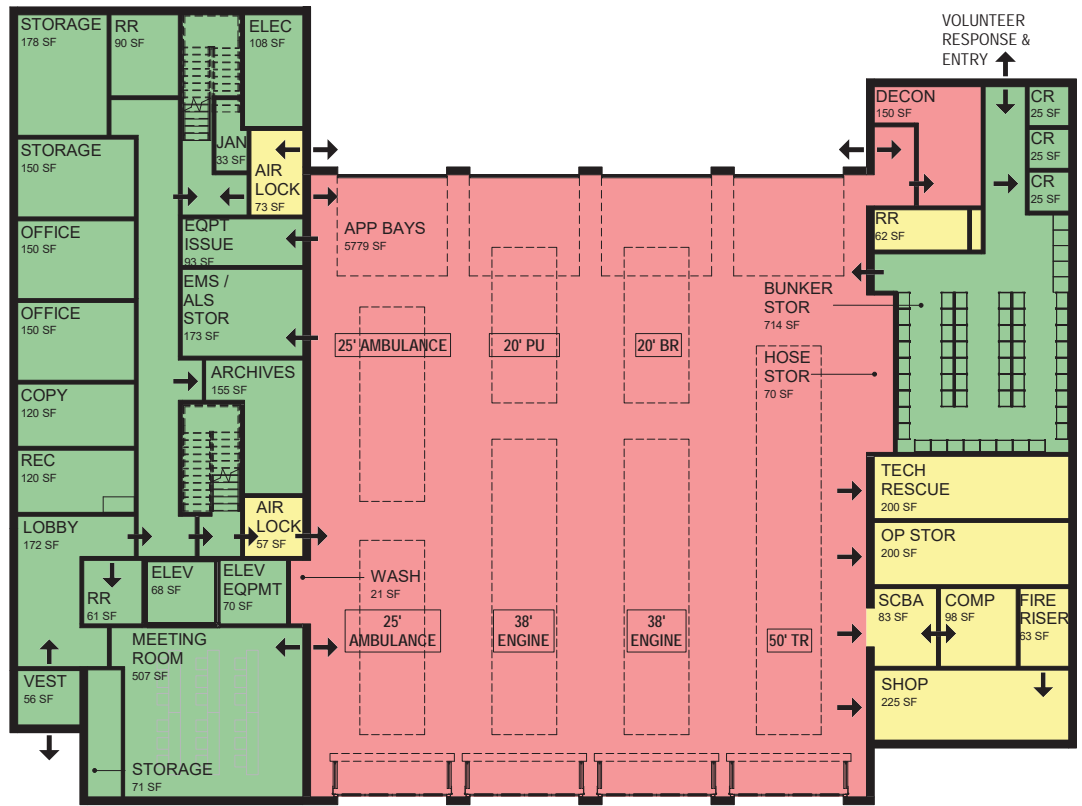 VOLUNTEER
RESPONSE &
ENTRY
STORAGE
178 SF
RR
90 SF
ELEC
108 SF
JAN
33 SF
AIR
LOCK
73 SF
STORAGE
150 SF
OFFICE
150 SF
OFFICE
150 SF
COPY
120 SF
REC
120 SF
LOBBY
172 SF
EQPT
ISSUE
93 SF
EMS /
ALS
STOR
173 SF
ARCHIVES
155 SF
AIR
LOCK
57 SF
RR
61 SF
ELEV
68 SF
ELEV
EQPMT
70 SF
WASH
21 SF
MEETING
ROOM
507 SF
VEST
56 SF
STORAGE
71 SF
APP BAYS
5779 SF
25' AMBULANCE
20' PU
20' BR
25'
AMBULANCE
38'
ENGINE
38'
ENGINE
50' TR
DECON
150 SF
CR
25 SF
CR
25 SF
CR
25 SF
RR
62 SF
BUNKER
STOR
714 SF
HOSE
STOR
70 SF
TECH
RESCUE
200 SF
OP STOR
200 SF
SCBA
83 SF
COMP
98 SF
FIRE
RISER
63 SF
SHOP
225 SF